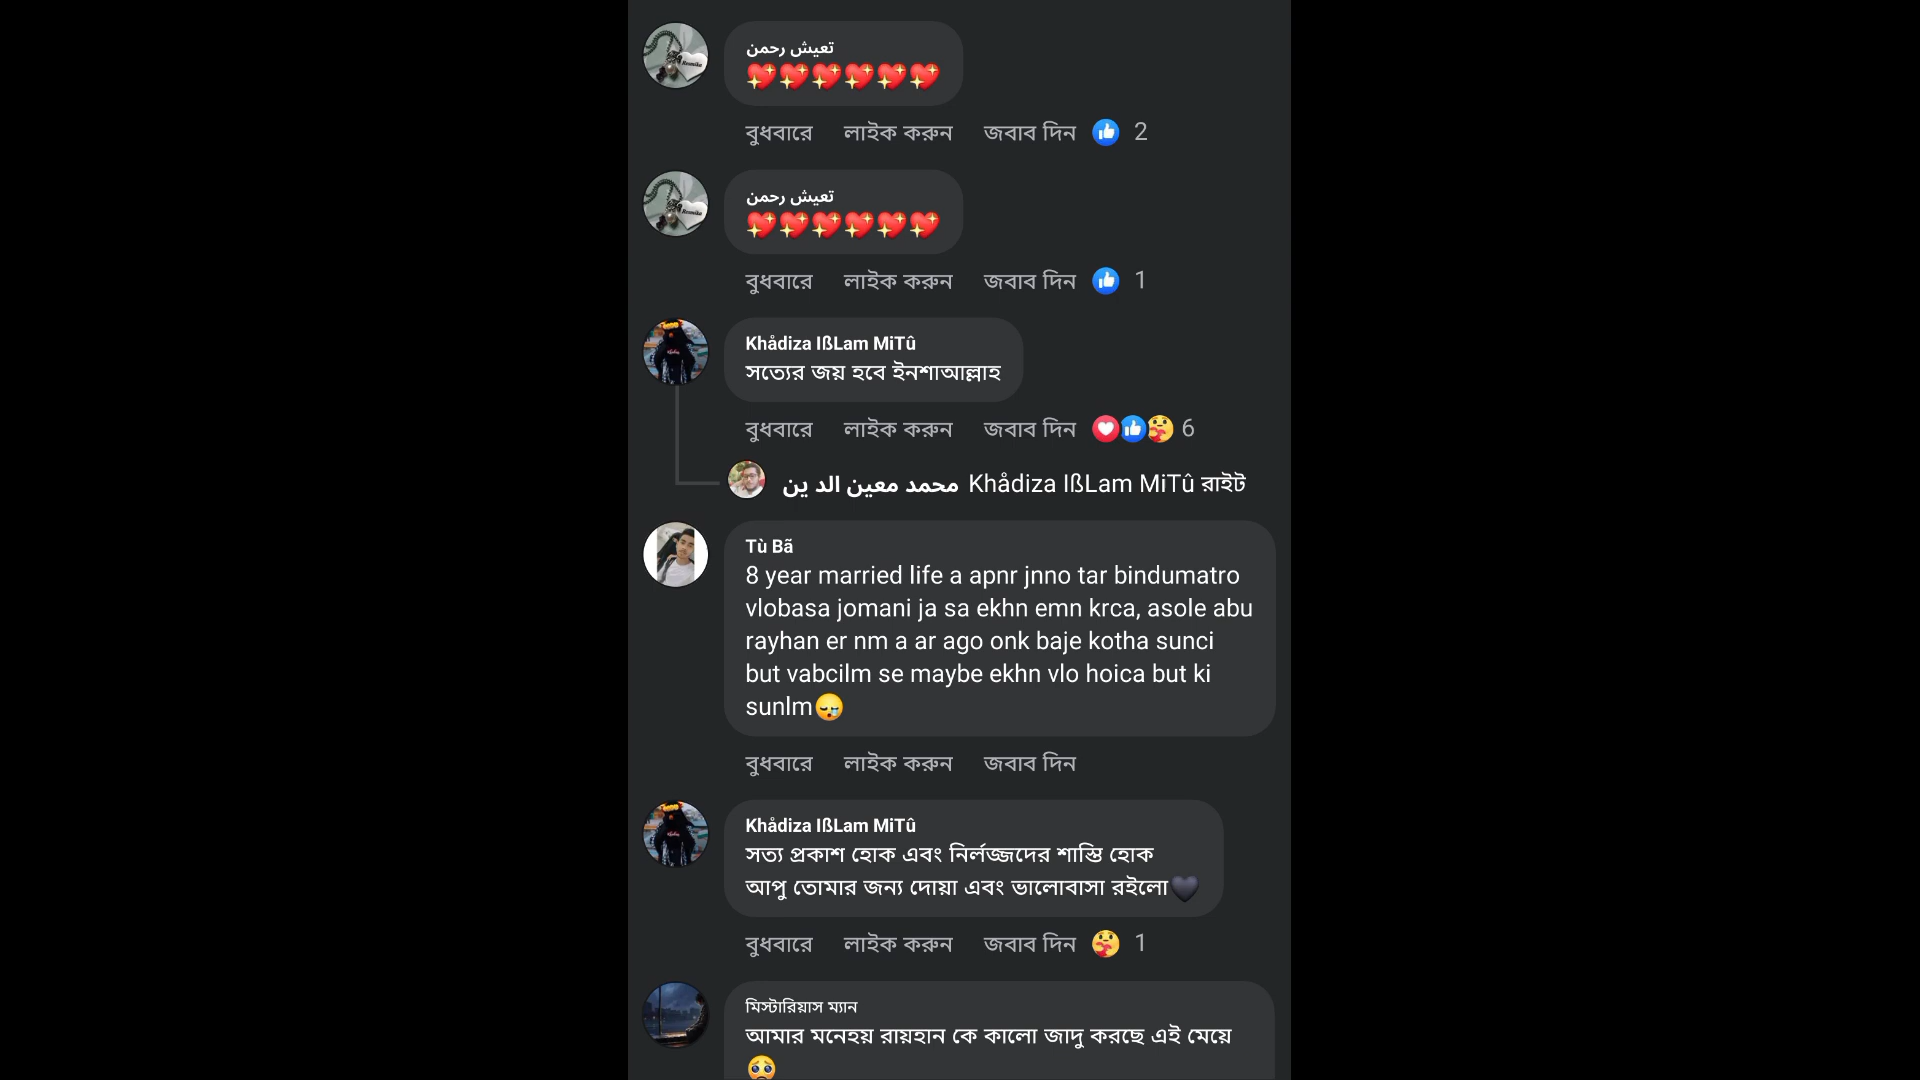 تعيش رحمن
💖💖💖💖💖💖
বুধবারে লাইক করুন জবাব দিন 2
تعيش رحمن
💖💖💖💖💖💖
বুধবারে লাইক করুন জবাব দিন 1
Khådiza IßLam MiTû
সত্যের জয় হবে ইনশাআল্লাহ
বুধবারে লাইক করুন জবাব দিন 6
محمد معين الد ين Khådiza IßLam MiTû রাইট
Tù Bã
8 year married life a apnr jnno tar bindumatro
vlobasa jomani ja sa ekhn emn krca, asole abu
rayhan er nm a ar ago onk baje kotha sunci
but vabcilm se maybe ekhn vlo hoica but ki
sunlm😪
বুধবারে লাইক করুন জবাব দিন
Khådiza IßLam MiTû
সত্য প্রকাশ হোক এবং নির্লজ্জদের শাস্তি হোক
আপু তোমার জন্য দোয়া এবং ভালোবাসা রইলো🖤
বুধবারে লাইক করুন জবাব দিন 1
মিস্টারিয়াস ম্যান
আমার মনেহয় রায়হান কে কালো জাদু করছে এই মেয়ে
🥺